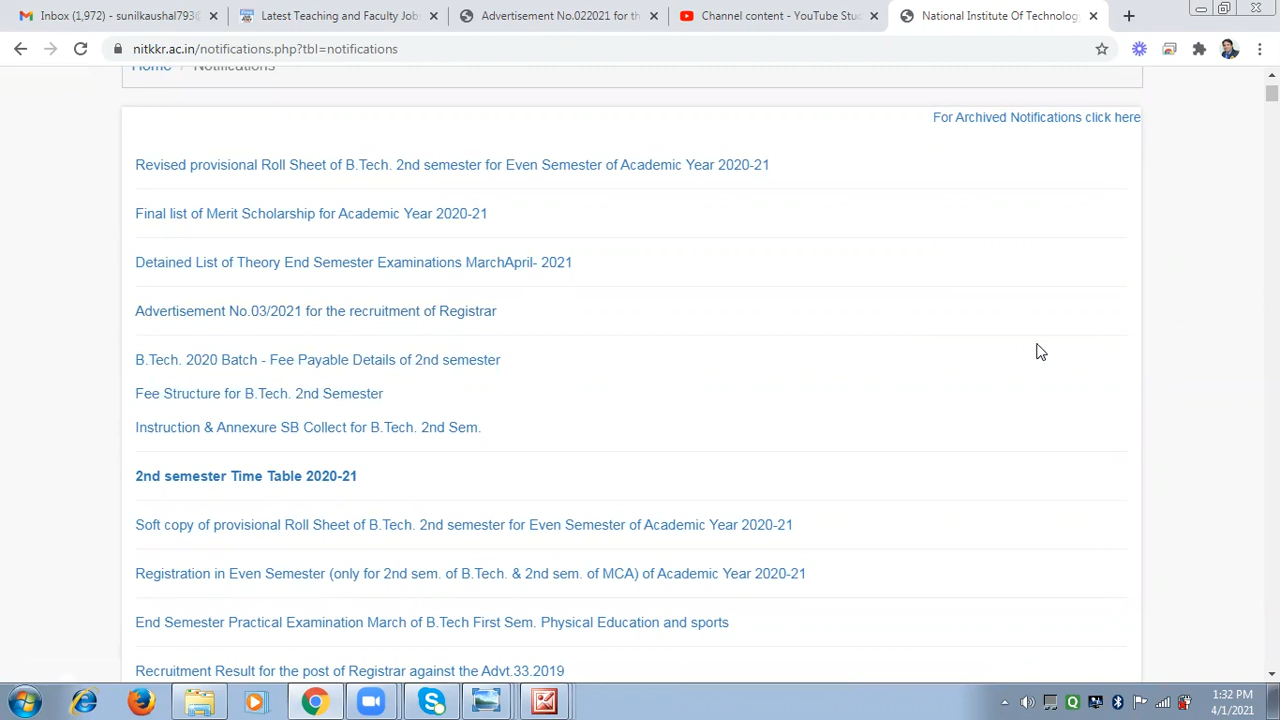 Inbox (1,972) - sunilkaushal793@
Latest Teaching and Faculty Jobs
Advertisement No.022021 for th
Channel content - YouTube Stu
National Institute Of Technology,
nitkkr.ac.in/notifications.php?tbl=notifications
Home / Notifications
For Archived Notifications click here
Revised provisional Roll Sheet of B.Tech. 2nd semester for Even Semester of Academic Year 2020-21
Final list of Merit Scholarship for Academic Year 2020-21
Detained List of Theory End Semester Examinations MarchApril- 2021
Advertisement No.03/2021 for the recruitment of Registrar
B.Tech. 2020 Batch - Fee Payable Details of 2nd semester
Fee Structure for B.Tech. 2nd Semester
Instruction & Annexure SB Collect for B.Tech. 2nd Sem.
2nd semester Time Table 2020-21
Soft copy of provisional Roll Sheet of B.Tech. 2nd semester for Even Semester of Academic Year 2020-21
Registration in Even Semester (only for 2nd sem. of B.Tech. & 2nd sem. of MCA) of Academic Year 2020-21
End Semester Practical Examination March of B.Tech First Sem. Physical Education and sports
Recruitment Result for the post of Registrar against the Advt.33.2019
1:32 PM
4/1/2021